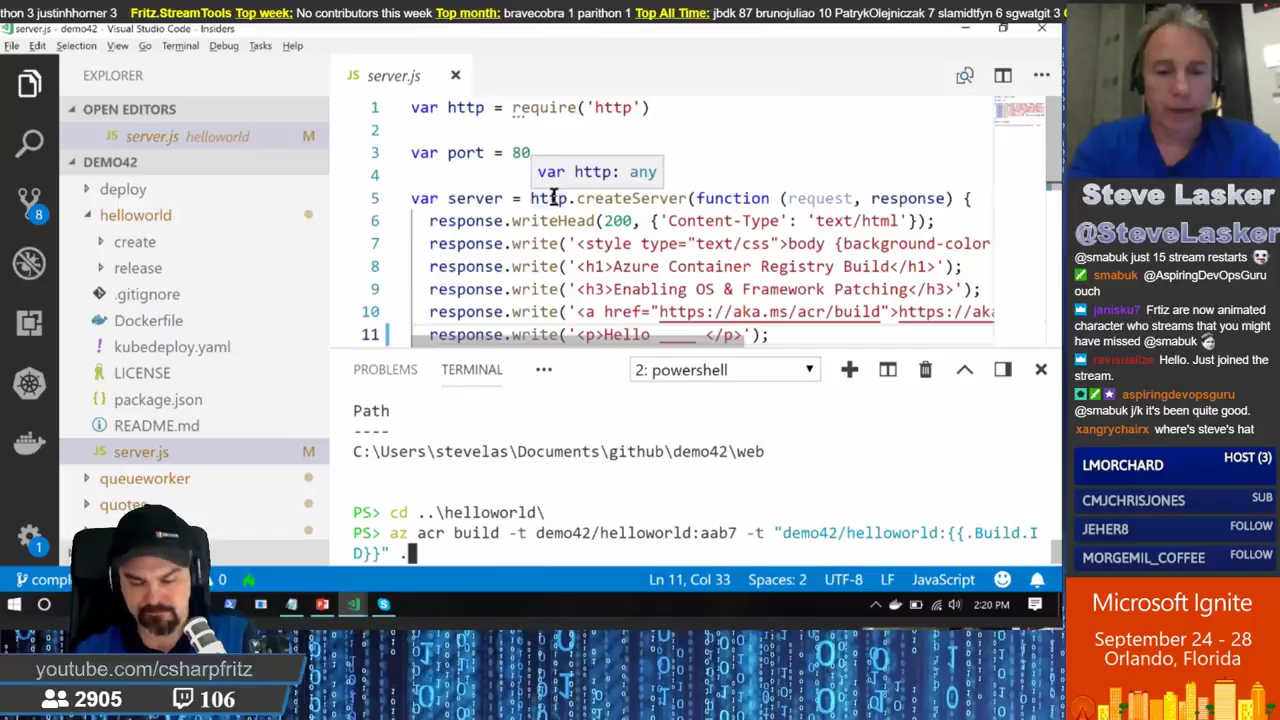 thon 3 justinhhorner 3 Fritz.StreamTools Top week: No contributors this week Top month: bravecobra 1 parithon 1 Top All Time: jbdk 87 brunojuliao 10 PatrykOlejniczak 7 slamidtfyn 6 sgwatgit 3
server.js - demo42 - Visual Studio Code - Insiders
File Edit Selection View Go Terminal Debug Tasks Help
EXPLORER
OPEN EDITORS
JS server.js helloworld M
DEMO42
deploy
helloworld
create
release
.gitignore
Dockerfile
kubedeploy.yaml
LICENSE
package.json
README.md
JS server.js M
queueworker
8
1
JS server.js
1 var http = require('http')
2
3 var port = 80
var http: any
4
5 var server = http.createServer(function (request, response) {
6 response.writeHead(200, {'Content-Type': 'text/html'});
7 response.write('<style type="text/css">body {background-color
8 response.write('<h1>Azure Container Registry Build</h1>');
9 response.write('<h3>Enabling OS & Framework Patching</h3>');
10 response.write('<a href="https://aka.ms/acr/build">https://aka
11 response.write('<p>Hello ____ </p>');
PROBLEMS TERMINAL ... 2: powershell
Path
----
C:\Users\stevelas\Documents\github\demo42\web
PS> cd ..\helloworld\
PS> az acr build -t demo42/helloworld:aab7 -t "demo42/helloworld:{{.Build.I
D}}" .
0 Ln 11, Col 33 Spaces: 2 UTF-8 LF JavaScript
2:20 PM
youtube.com/csharpfritz
2905 106
Steve Lasker
@SteveLasker
@smabuk just 15 stream restarts
smabuk @AspiringDevOpsGuru
ouch
janisku7 Frtiz are now animated
character who streams that you might
have missed @smabuk
revisualize Hello. Just joined the
stream.
aspiringdevopsguru
@smabuk j/k it's been quite good.
xangrychairx where's steve's hat
LMORCHARD HOST (3)
CMJCHRISJONES SUB
JEHER8 FOLLOW
MORGEMIL_COFFEE FOLLOW
Microsoft Ignite
September 24 - 28
Orlando, Florida